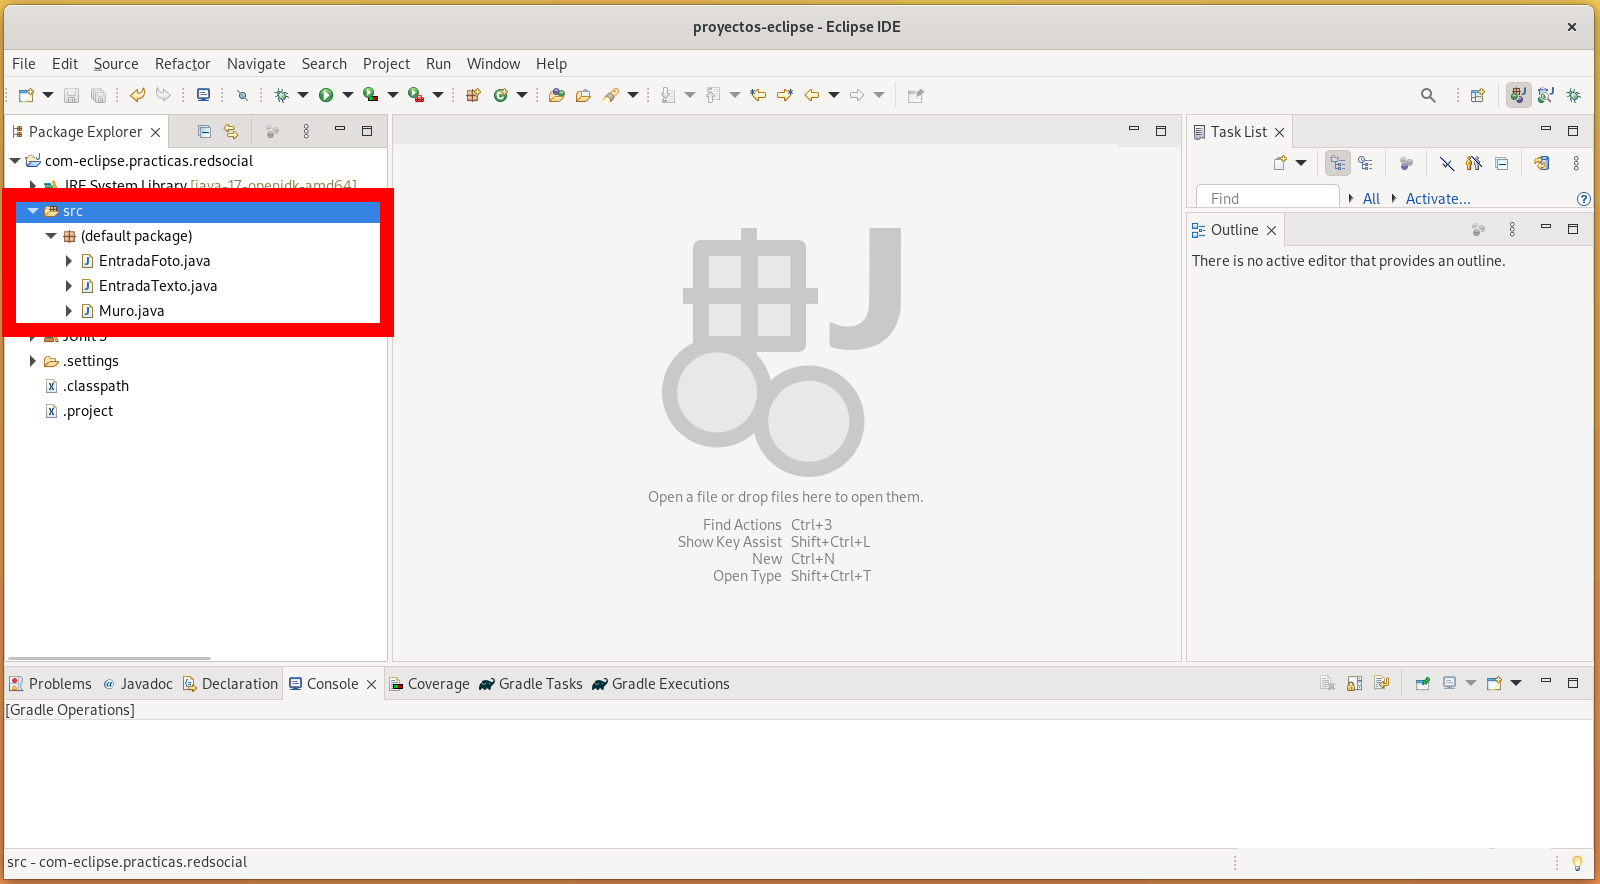 proyectos-eclipse - Eclipse IDE
File Edit Source Refactor Navigate Search Project Run Window Help
Package Explorer
Task List
com-eclipse.practicas.redsocial
JRE System Library [java-17-openjdk-amd64]
Find All Activate...
src
(default package)
Outline
EntradaFoto.java
There is no active editor that provides an outline.
EntradaTexto.java
Muro.java
JUnit 5
.settings
.classpath
.project
Open a file or drop files here to open them.
Find Actions Ctrl+3
Show Key Assist Shift+Ctrl+L
New Ctrl+N
Open Type Shift+Ctrl+T
Problems Javadoc Declaration Console Coverage Gradle Tasks Gradle Executions
[Gradle Operations]
src - com-eclipse.practicas.redsocial